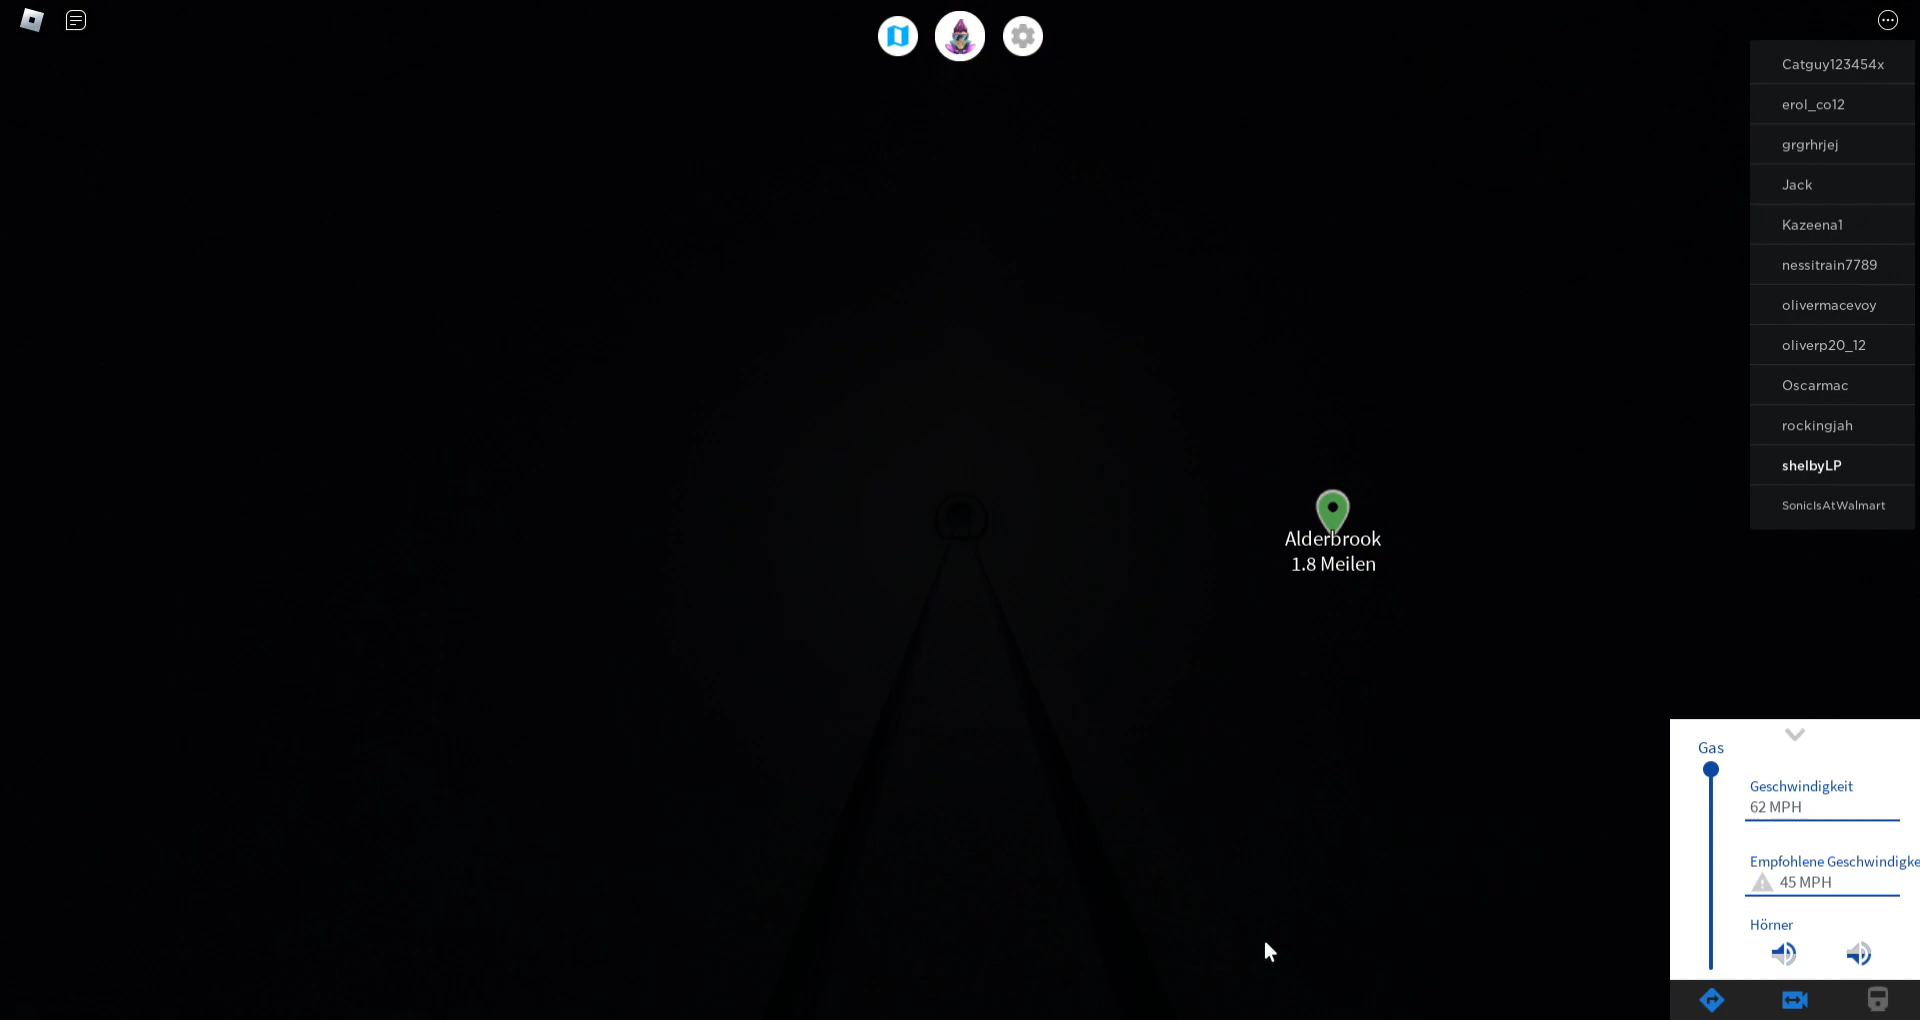 Catguy123454x
erol_co12
grgrhrjej
Jack
Kazeena1
nessitrain7789
olivermacevoy
oliverp20_12
Oscarmac
rockingjah
shelbyLP
SonicIsAtWalmart
Alderbrook
1.8 Meilen
Gas
Geschwindigkeit
62 MPH
Empfohlene Geschwindigke
45 MPH
Hörner